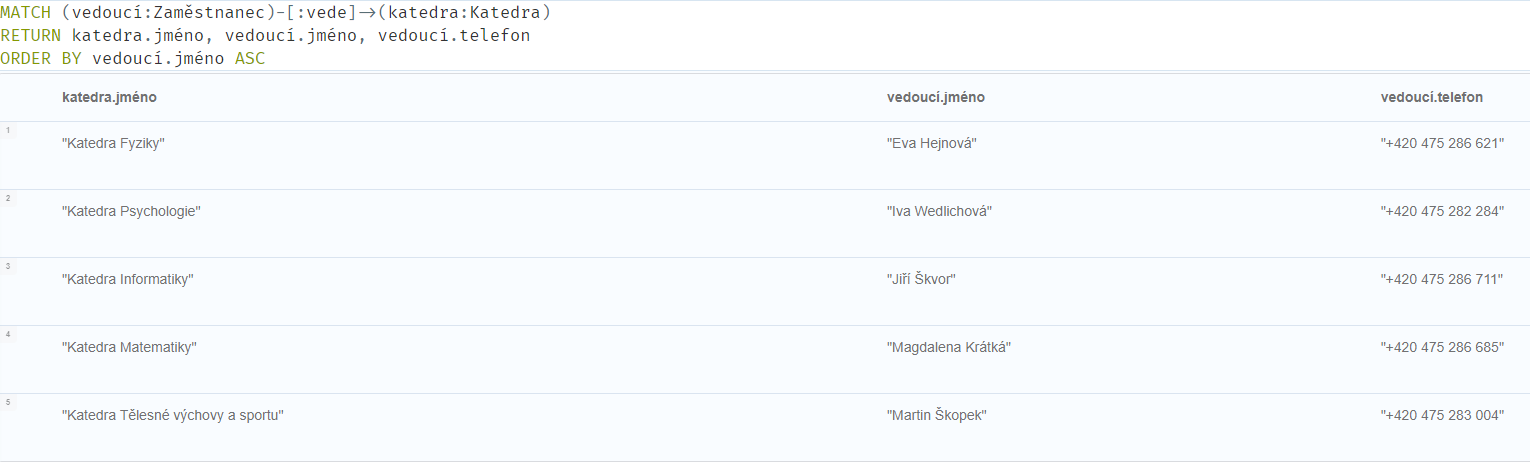 MATCH (vedoucí:Zaměstnanec)-[:vede]->(katedra:Katedra)
RETURN katedra.jméno, vedoucí.jméno, vedoucí.telefon
ORDER BY vedoucí.jméno ASC
katedra.jméno vedoucí.jméno vedoucí.telefon
1 "Katedra Fyziky" "Eva Hejnová" "+420 475 286 621"
2 "Katedra Psychologie" "Iva Wedlichová" "+420 475 282 284"
3 "Katedra Informatiky" "Jiří Škvor" "+420 475 286 711"
4 "Katedra Matematiky" "Magdalena Krátká" "+420 475 286 685"
5 "Katedra Tělesné výchovy a sportu" "Martin Škopek" "+420 475 283 004"